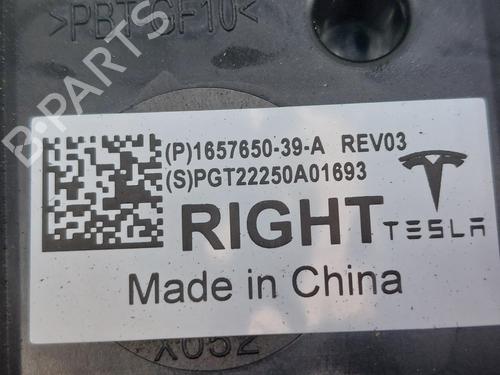 >PBT-GF10<
B-PARTS
(P)1657650-39-A REV03
(S)PGT22250A01693
RIGHT TESLA
Made in China
X052